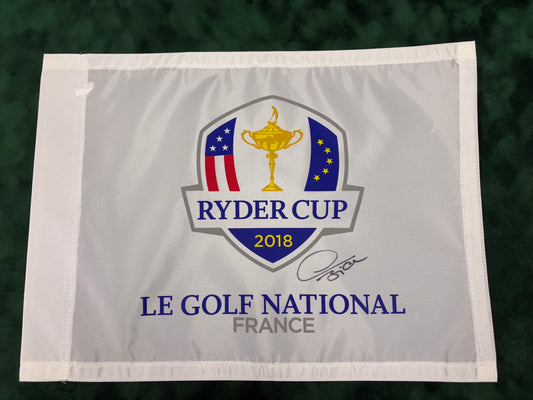 RYDER CUP
2018
LE GOLF NATIONAL
FRANCE